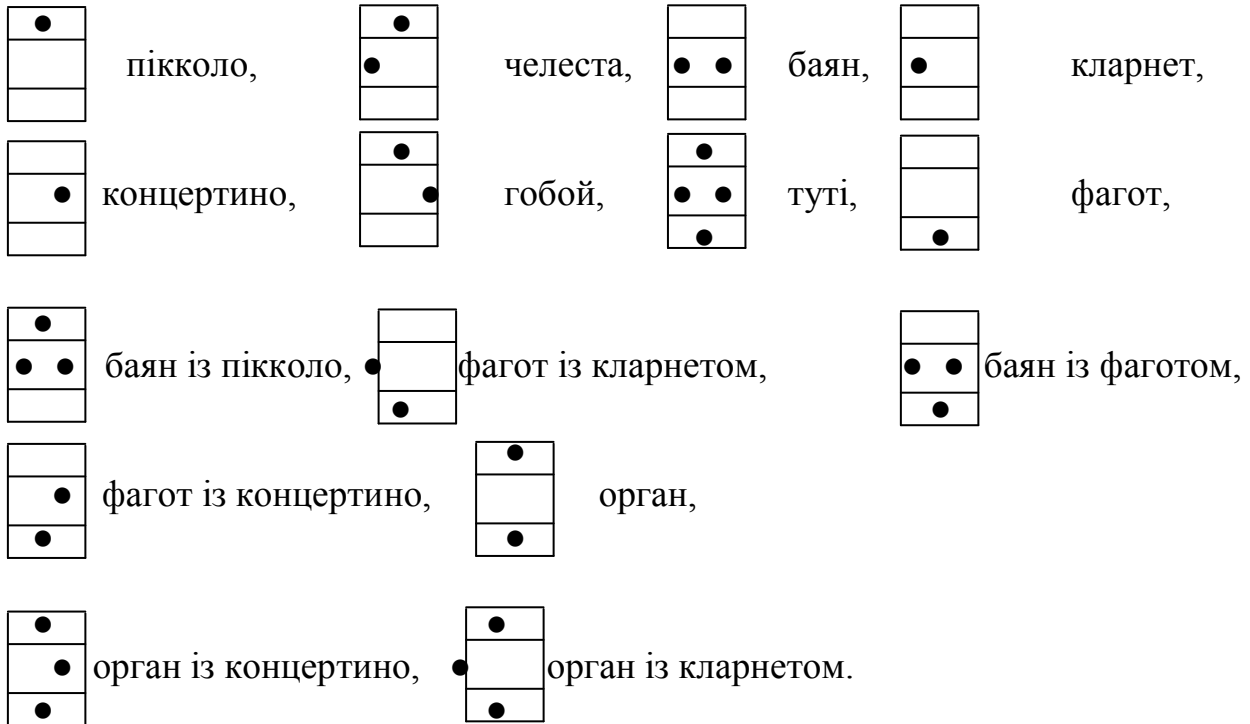 пікколо, челеста, баян, кларнет,
концертино, гобой, туті, фагот,
баян із пікколо, фагот із кларнетом, баян із фаготом,
фагот із концертино, орган,
орган із концертино, орган із кларнетом.